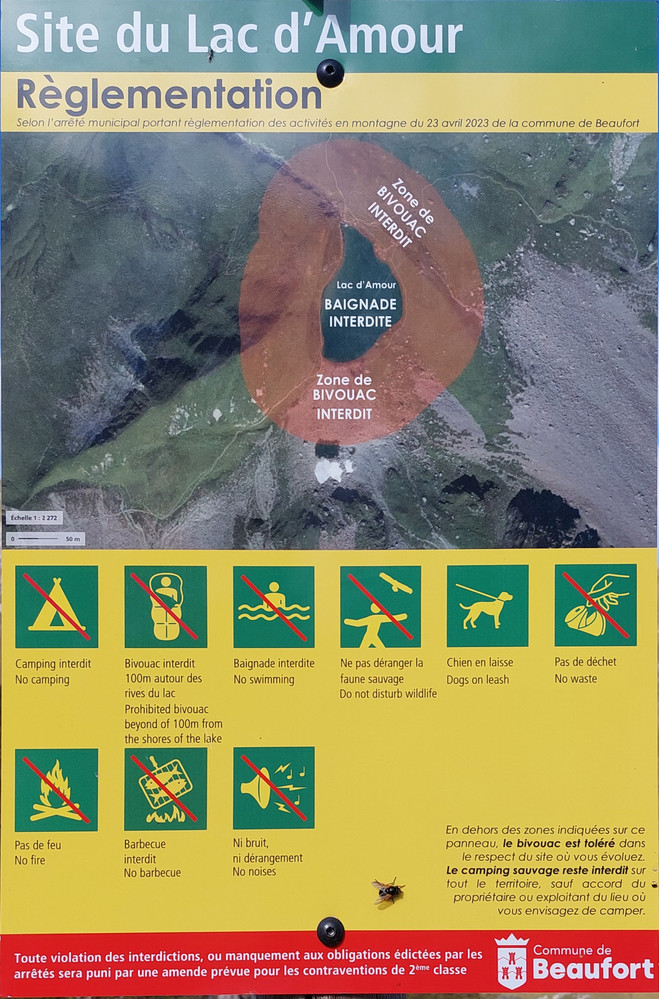 Site du Lac d'Amour
Règlementation
Selon l'arrêté municipal portant règlementation des activités en montagne du 23 avril 2023 de la commune de Beaufort
Zone de
BIVOUAC
INTERDIT
Lac d'Amour
BAIGNADE
INTERDITE
Zone de
BIVOUAC
INTERDIT
Echelle 1 : 2 272
0 50 m
Camping interdit
No camping
Bivouac interdit
100m autour des
rives du lac
Prohibited bivouac
beyond of 100m from
the shores of the lake
Baignade interdite
No swimming
Ne pas déranger la
faune sauvage
Do not disturb wildlife
Chien en laisse
Dogs on leash
Pas de déchet
No waste
Pas de feu
No fire
Barbecue
interdit
No barbecue
Ni bruit,
ni dérangement
No noises
En dehors des zones indiquées sur ce
panneau, le bivouac est toléré dans
le respect du site où vous évoluez.
Le camping sauvage reste interdit sur
tout le territoire, sauf accord du
propriétaire ou exploitant du lieu où
vous envisagez de camper.
Toute violation des interdictions, ou manquement aux obligations édictées par les
arrêtés sera puni par une amende prévue pour les contraventions de 2ème classe
Commune de
Beaufort